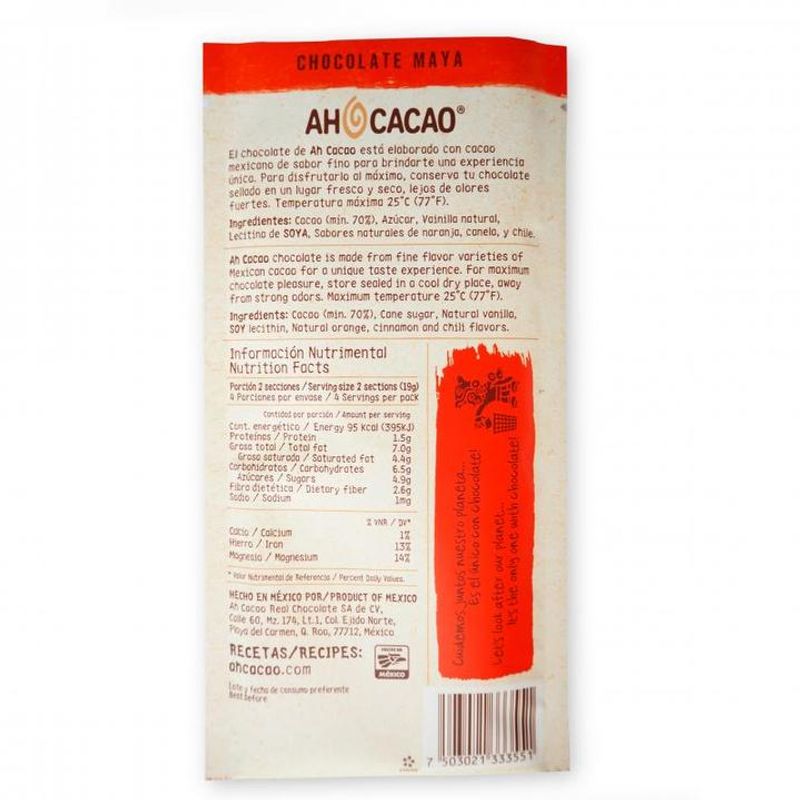 CHOCOLATE MAYA
AH CACAO®
El chocolate de Ah Cacao está elaborado con cacao
mexicano de sabor fino para brindarte una experiencia
única. Para disfrutarlo al máximo, conserva tu chocolate
sellado en un lugar fresco y seco, lejos de olores
fuertes. Temperatura máxima 25°C (77°F).
Ingredientes: Cacao (min. 70%), Azúcar, Vainilla natural,
Lecitina de SOYA, Sabores naturales de naranja, canela, y chile.
Ah Cacao chocolate is made from fine flavor varieties of
Mexican cacao for a unique taste experience. For maximum
chocolate pleasure, store sealed in a cool dry place, away
from strong odors. Maximum temperature 25°C (77°F).
Ingredients: Cacao (min. 70%), Cane sugar, Natural vanilla,
SOY lecithin, Natural orange, cinnamon and chili flavors.
Información Nutrimental
Nutrition Facts
Porción 2 secciones / Serving size 2 sections (19g)
4 Porciones por envase / 4 Servings per pack
Cantidad por porción / Amount per serving
Cont. energético / Energy 95 Kcal (395kJ)
Proteínas / Protein 1.5g
Grasa total / Total fat 7.0g
Grasa saturada / Saturated fat 4.4g
Carbohidratos / Carbohydrates 6.5g
Azúcares / Sugars 4.9g
Fibra dietética / Dietary fiber 2.6g
Sodio / Sodium 1mg
% VNR / DV*
Calcio / Calcium 1%
Hierro / Iron 13%
Magnesio / Magnesium 14%
* Valor Nutrimental de Referencia / Percent Daily Values.
HECHO EN MÉXICO POR/PRODUCT OF MEXICO
Ah Cacao Real Chocolate SA de CV,
Calle 60, Mz. 174, Lt.1, Col. Ejido Norte,
Playa del Carmen, Q. Roo, 77712, México
RECETAS/RECIPES:
ahcacao.com
HECHO EN
MÉXICO
Lote y fecha de consumo preferente
Best before
Cuidemos juntos nuestro planeta...
Es el único con chocolate!
Let's look after our planet...
It's the only one with chocolate!
7 503021 333551